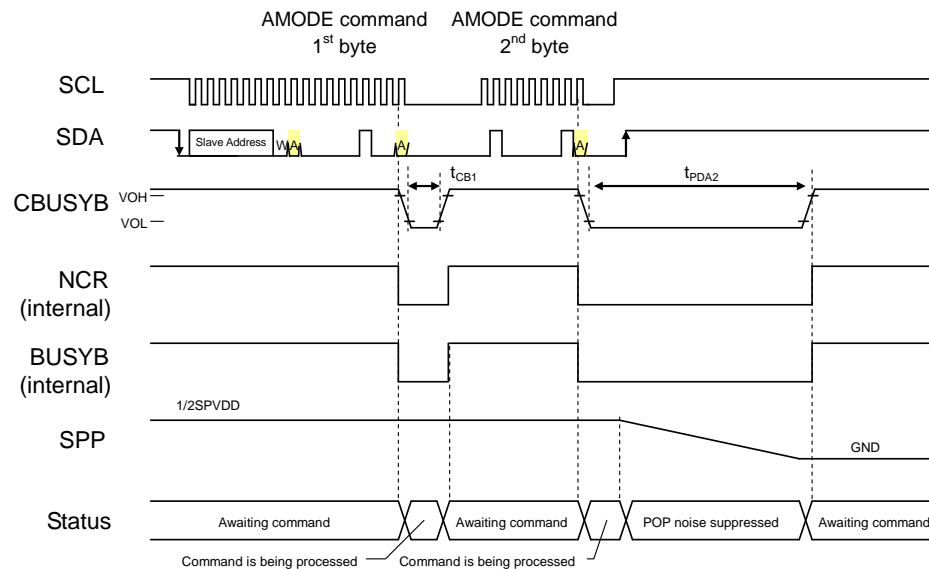 AMODE command
1st byte
AMODE command
2nd byte
SCL
SDA
Slave Address
W
A
A
A
CBUSYB
VOH
VOL
tCB1
tPDA2
NCR
(internal)
BUSYB
(internal)
1/2SPVDD
SPP
GND
Status
Awaiting command
Awaiting command
POP noise suppressed
Awaiting command
Command is being processed
Command is being processed